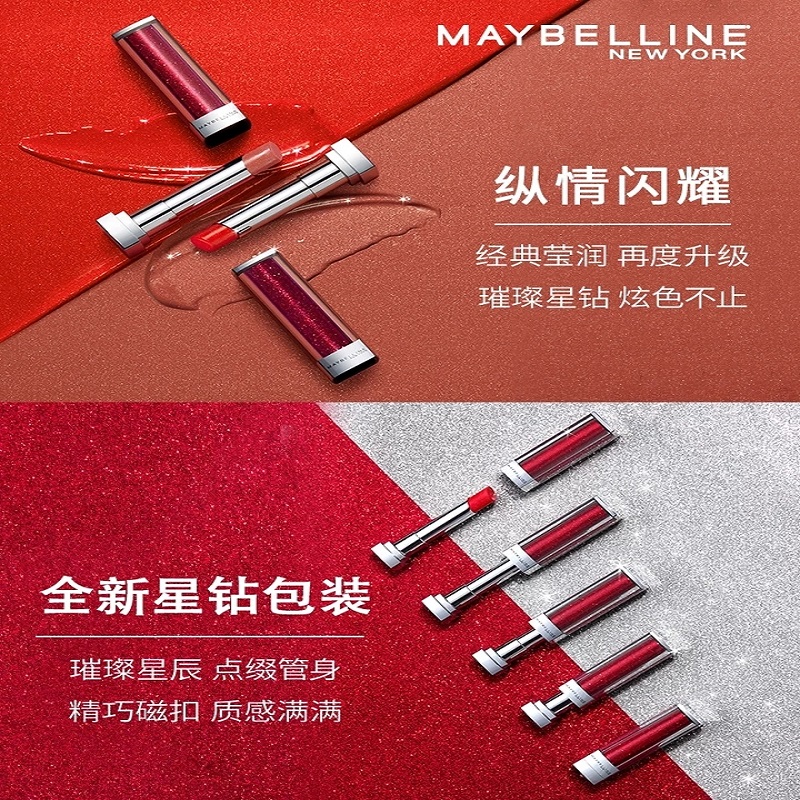 MAYBELLINE
NEW YORK
纵情闪耀
经典莹润 再度升级
璀璨星钻 炫色不止
MAYBELLINE
MAYBELLINE
全新星钻包装
璀璨星辰 点缀管身
精巧磁扣 质感满满